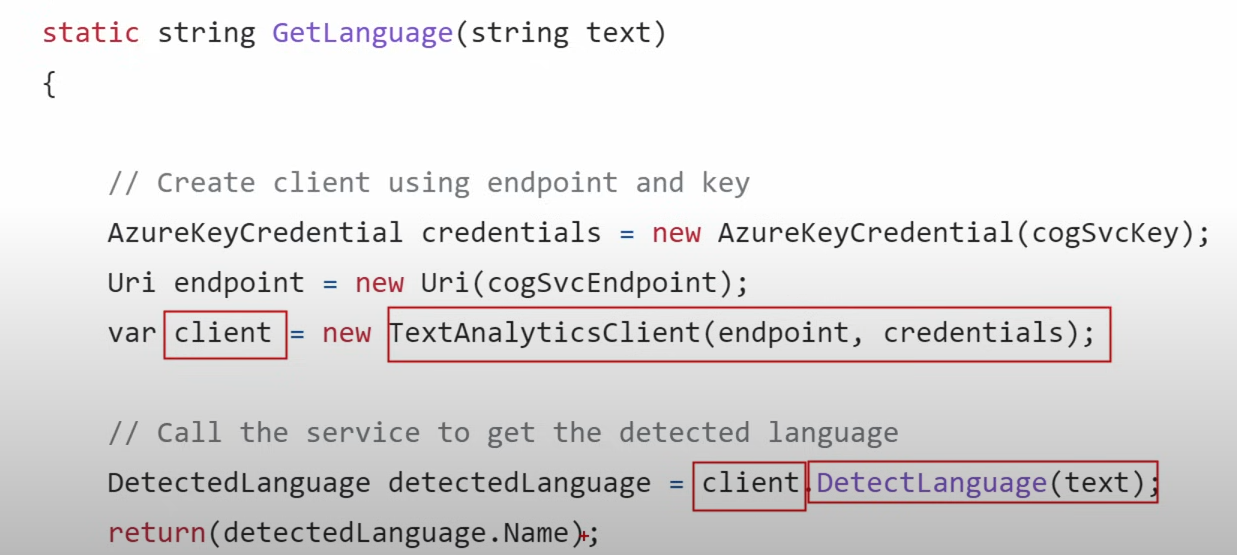 static string GetLanguage(string text)
{
// Create client using endpoint and key
AzureKeyCredential credentials = new AzureKeyCredential(cogSvcKey);
Uri endpoint = new Uri(cogSvcEndpoint);
var client = new TextAnalyticsClient(endpoint, credentials);
// Call the service to get the detected language
DetectedLanguage detectedLanguage = client.DetectLanguage(text);
return(detectedLanguage.Name);